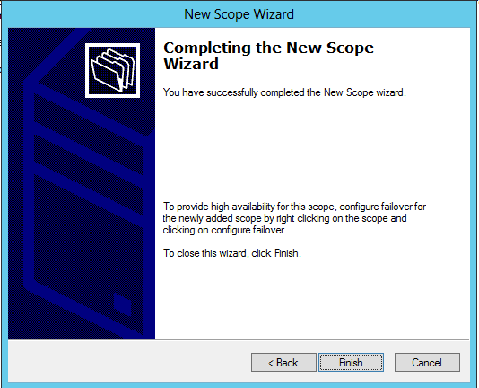 New Scope Wizard
Completing the New Scope
Wizard
You have successfully completed the New Scope wizard
To provide high availability for this scope, configure failover for
the newly added scope by right clicking on the scope and
clicking on configure failover
To close this wizard, click Finish
< Back
Finish
Cancel